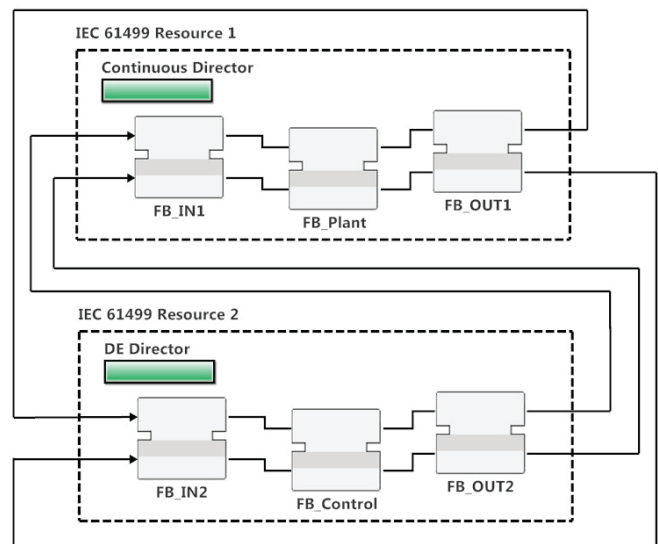 IEC 61499 Resource 1
Continuous Director
FB_IN1
FB_Plant
FB_OUT1
IEC 61499 Resource 2
DE Director
FB_IN2
FB_Control
FB_OUT2